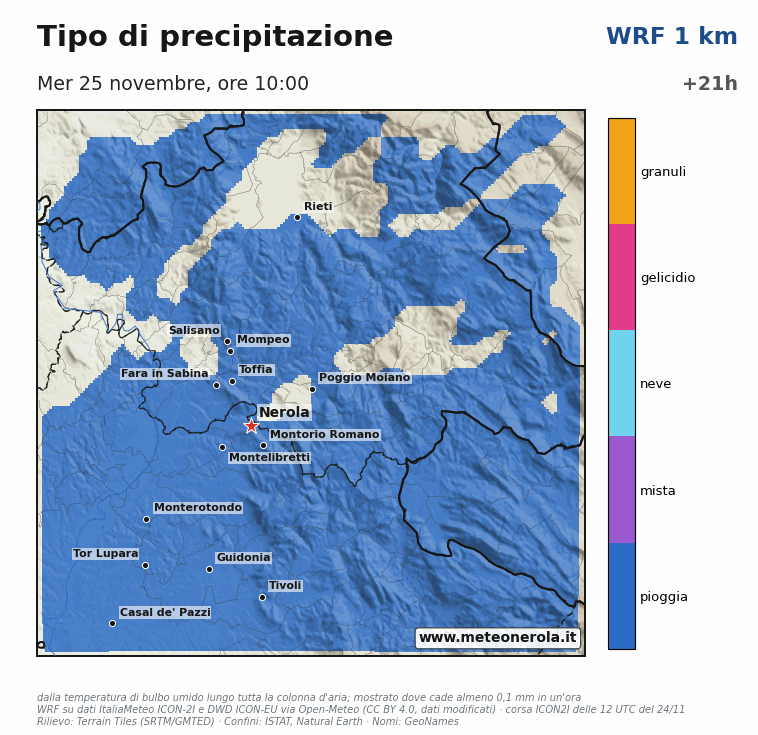 Tipo di precipitazione
WRF 1 km
Mer 25 novembre, ore 10:00
+21h
granuli
gelicidio
neve
mista
pioggia
Rieti
Salisano
Mompeo
Fara in Sabina
Toffia
Poggio Moiano
Nerola
Montorio Romano
Montelibretti
Monterotondo
Tor Lupara
Guidonia
Tivoli
Casal de' Pazzi
www.meteonerola.it
dalla temperatura di bulbo umido lungo tutta la colonna d'aria; mostrato dove cade almeno 0,1 mm in un'ora
WRF su dati ItaliaMeteo ICON-2I e DWD ICON-EU via Open-Meteo (CC BY 4.0, dati modificati) · corsa ICON2I delle 12 UTC del 24/11
Rilievo: Terrain Tiles (SRTM/GMTED) · Confini: ISTAT, Natural Earth · Nomi: GeoNames